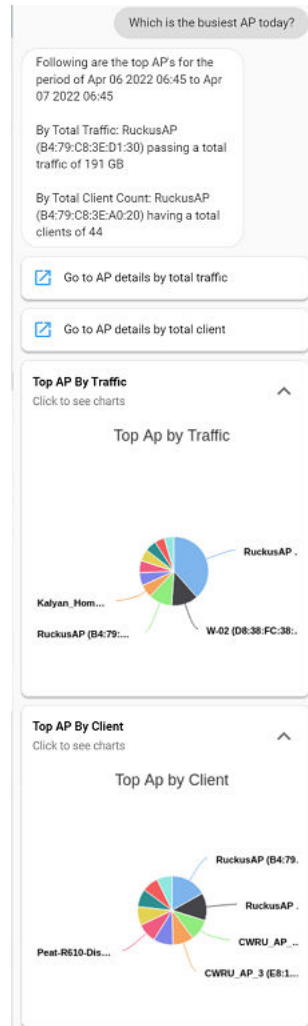 Which is the busiest AP today?
Following are the top AP's for the
period of Apr 06 2022 06:45 to Apr
07 2022 06:45
By Total Traffic: RuckusAP
(B4:79:C8:3E:D1:30) passing a total
traffic of 191 GB
By Total Client Count: RuckusAP
(B4:79:C8:3E:A0:20) having a total
clients of 44
Go to AP details by total traffic
Go to AP details by total client
Top AP By Traffic
Click to see charts
Top Ap by Traffic
RuckusAP .
Kalyan_Hom...
RuckusAP (B4:79:...
W-02 (D8:38:FC:38:.
Top AP By Client
Click to see charts
Top Ap by Client
RuckusAP (B4:79.
RuckusAP .
CWRU_AP_..
Peat-R610-Dis...
CWRU_AP_3 (E8:1...